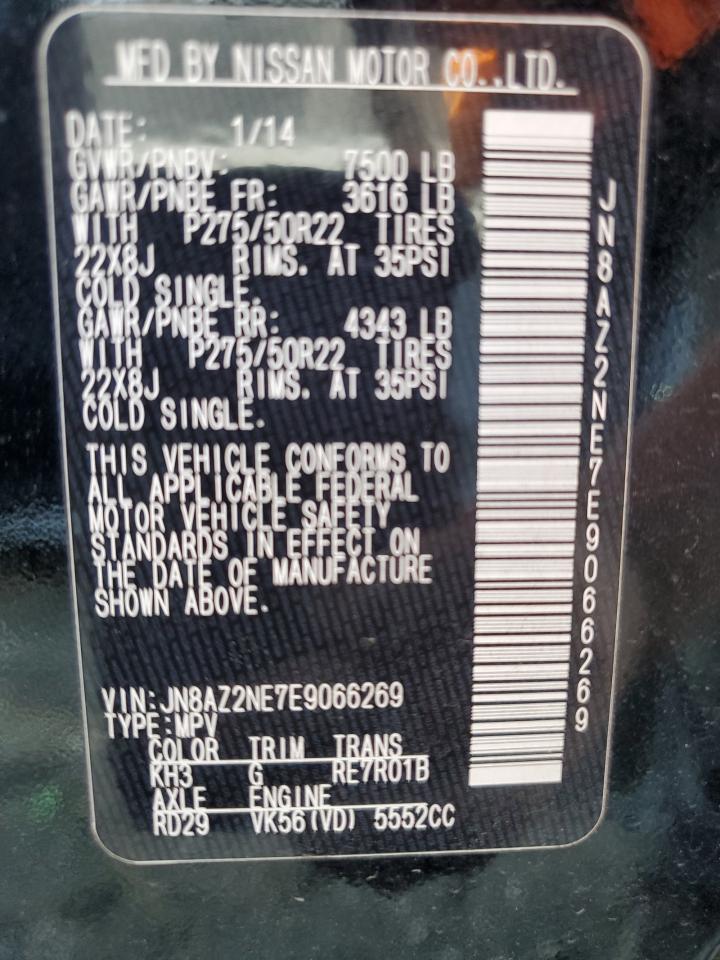 MFD BY NISSAN MOTOR CO.,LTD.
DATE: 1/14
GVWR/PNBV: 7500 LB
GAWR/PNBE FR: 3616 LB
WITH P275/50R22 TIRES
22X8J RIMS. AT 35PSI
COLD SINGLE.
GAWR/PNBE RR: 4343 LB
WITH P275/50R22 TIRES
22X8J RIMS. AT 35PSI
COLD SINGLE.
THIS VEHICLE CONFORMS TO
ALL APPLICABLE FEDERAL
MOTOR VEHICLE SAFETY
STANDARDS IN EFFECT ON
THE DATE OF MANUFACTURE
SHOWN ABOVE.
VIN:JN8AZ2NE7E9066269
TYPE:MPV
COLOR TRIM TRANS
KH3 G RE7R01B
AXLE ENGINE
RD29 VK56(VD) 5552CC
JN8AZ2NE7E9066269